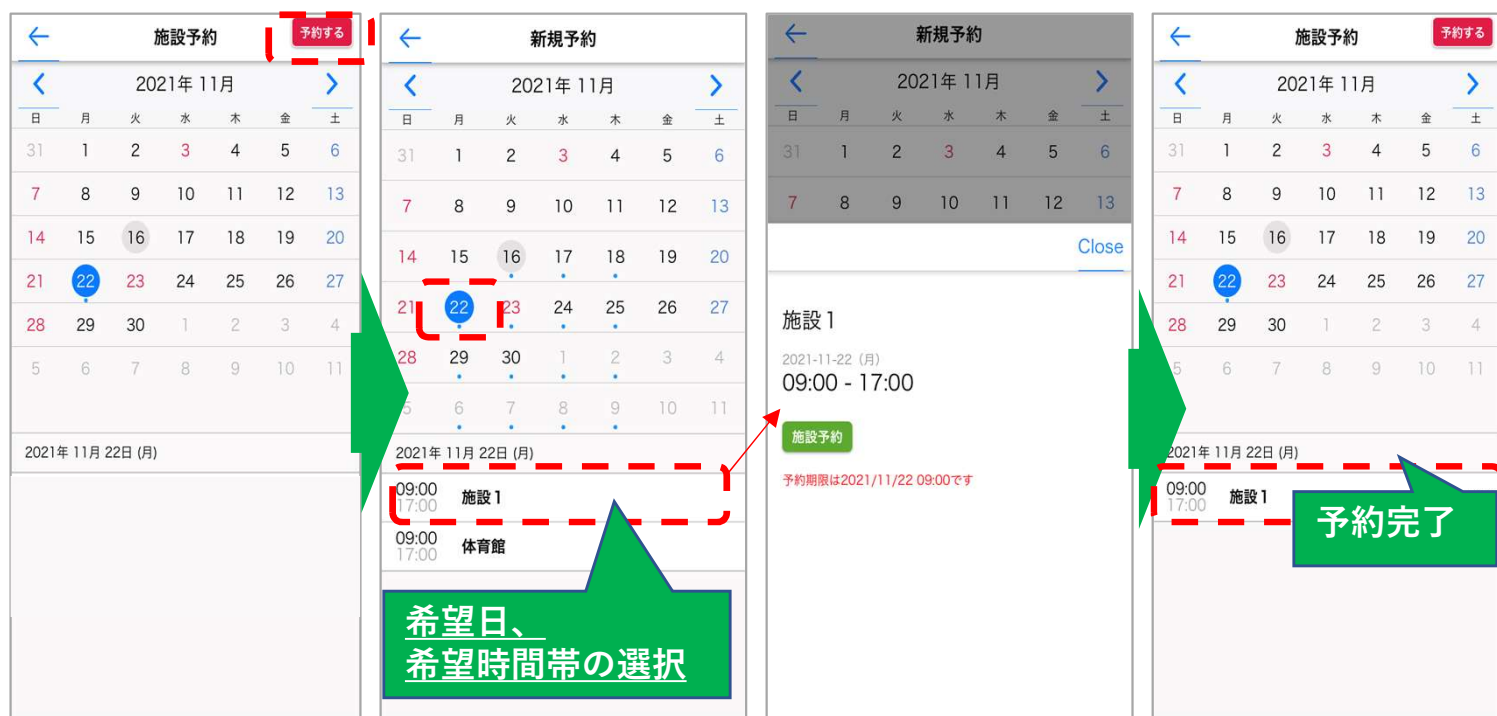 施設予約
予約する
2021年 11月
日 月 火 水 木 金 土
31 1 2 3 4 5 6
7 8 9 10 11 12 13
14 15 16 17 18 19 20
21 22 23 24 25 26 27
28 29 30 1 2 3 4
5 6 7 8 9 10 11
2021年 11月 22日 (月)
新規予約
2021年 11月
日 月 火 水 木 金 土
31 1 2 3 4 5 6
7 8 9 10 11 12 13
14 15 16 17 18 19 20
21 22 23 24 25 26 27
28 29 30 1 2 3 4
5 6 7 8 9 10 11
2021年 11月 22日 (月)
09:00
17:00
施設1
09:00
17:00
体育館
希望日、
希望時間帯の選択
新規予約
2021年 11月
日 月 火 水 木 金 土
31 1 2 3 4 5 6
7 8 9 10 11 12 13
Close
施設1
2021-11-22（月）
09:00 - 17:00
施設予約
予約期限は2021/11/22 09:00です
施設予約
予約する
2021年 11月
日 月 火 水 木 金 土
31 1 2 3 4 5 6
7 8 9 10 11 12 13
14 15 16 17 18 19 20
21 22 23 24 25 26 27
28 29 30 1 2 3 4
5 6 7 8 9 10 11
2021年 11月 22日 (月)
09:00
17:00
施設1
予約完了